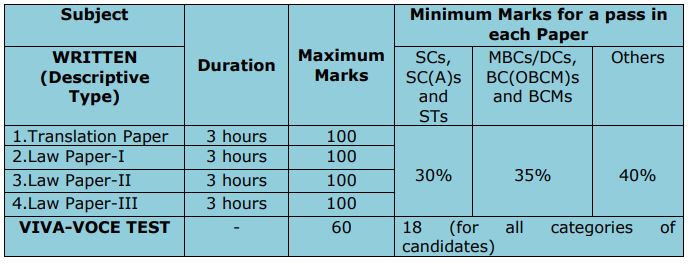 Subject
WRITTEN
(Descriptive
Type)
Duration
Maximum
Marks
Minimum Marks for a pass in
each Paper
SCs,
SC(A)s
and
STs
MBCs/DCs,
BC(OBCM)s
and BCMs
Others
1.Translation Paper 3 hours 100
2.Law Paper-I 3 hours 100
3.Law Paper-II 3 hours 100
4.Law Paper-III 3 hours 100
30% 35% 40%
VIVA-VOCE TEST - 60 18 (for all categories of
candidates)